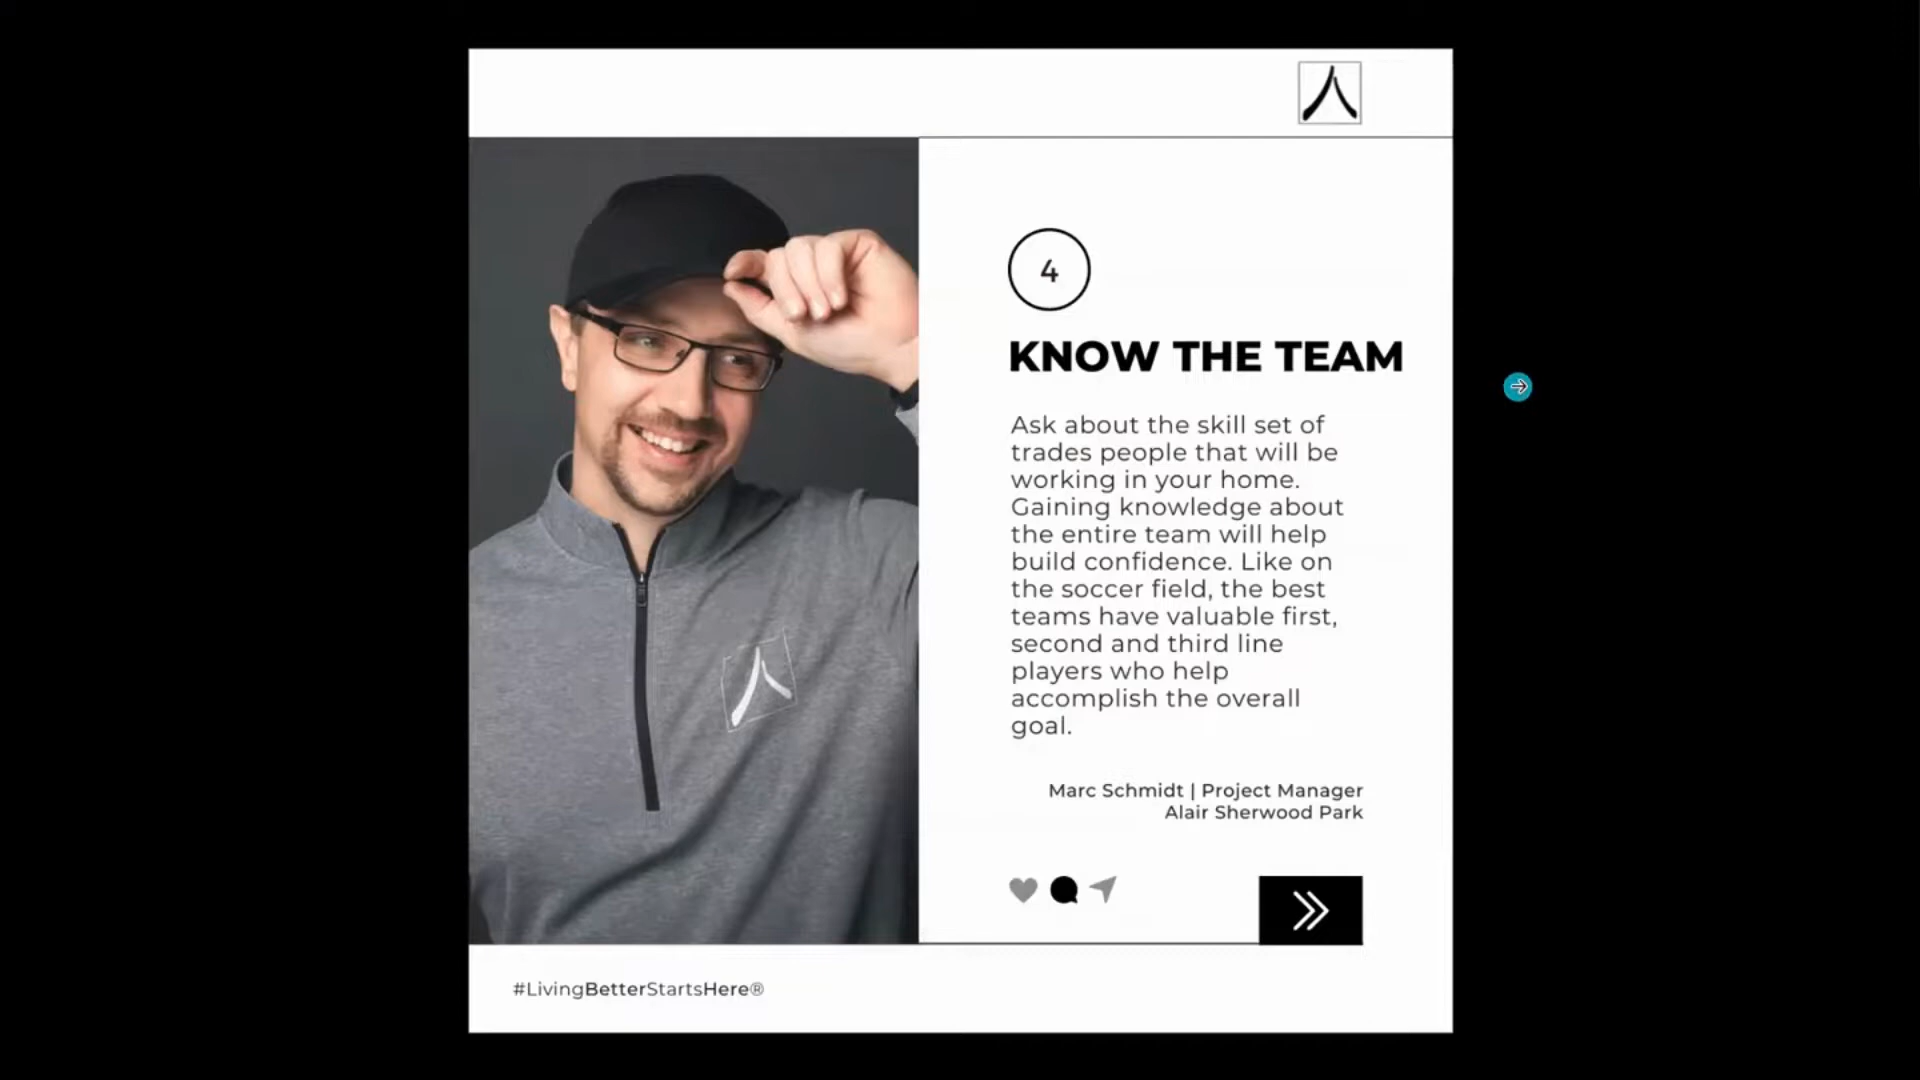 4
KNOW THE TEAM
Ask about the skill set of
trades people that will be
working in your home.
Gaining knowledge about
the entire team will help
build confidence. Like on
the soccer field, the best
teams have valuable first,
second and third line
players who help
accomplish the overall
goal.
Marc Schmidt | Project Manager
Alair Sherwood Park
#LivingBetterStartsHere®